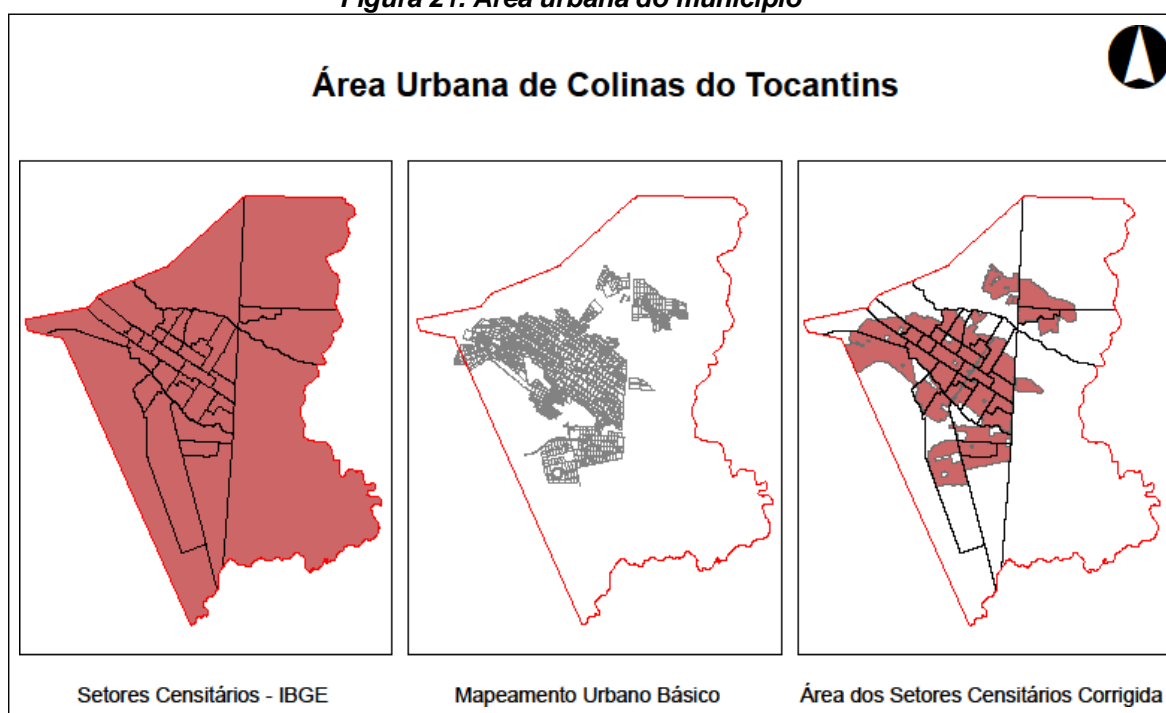 Figura 21: Área urbana do município
Área Urbana de Colinas do Tocantins
Setores Censitários - IBGE
Mapeamento Urbano Básico
Área dos Setores Censitários Corrigida